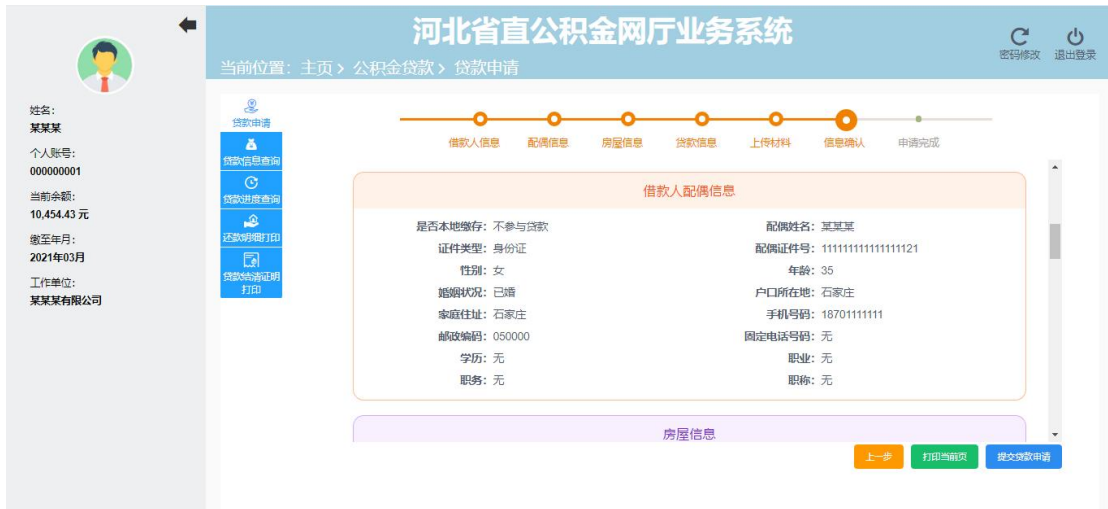 河北省直公积金网厅业务系统
当前位置：主页 > 公积金贷款 > 贷款申请
密码修改 退出登录
姓名：
某某某
个人账号：
000000001
当前余额：
10,454.43 元
缴至年月：
2021年03月
工作单位：
某某某有限公司
贷款申请
贷款信息查询
贷款进度查询
还款明细打印
贷款结清证明
打印
借款人信息 配偶信息 房屋信息 贷款信息 上传材料 信息确认 申请完成
借款人配偶信息
是否本地缴存：不参与贷款 配偶姓名：某某某
证件类型：身份证 配偶证件号：111111111111111121
性别：女 年龄：35
婚姻状况：已婚 户口所在地：石家庄
家庭住址：石家庄 手机号码：18701111111
邮政编码：050000 固定电话号码：无
学历：无 职业：无
职务：无 职称：无
房屋信息
上一步 打印当前页 提交贷款申请